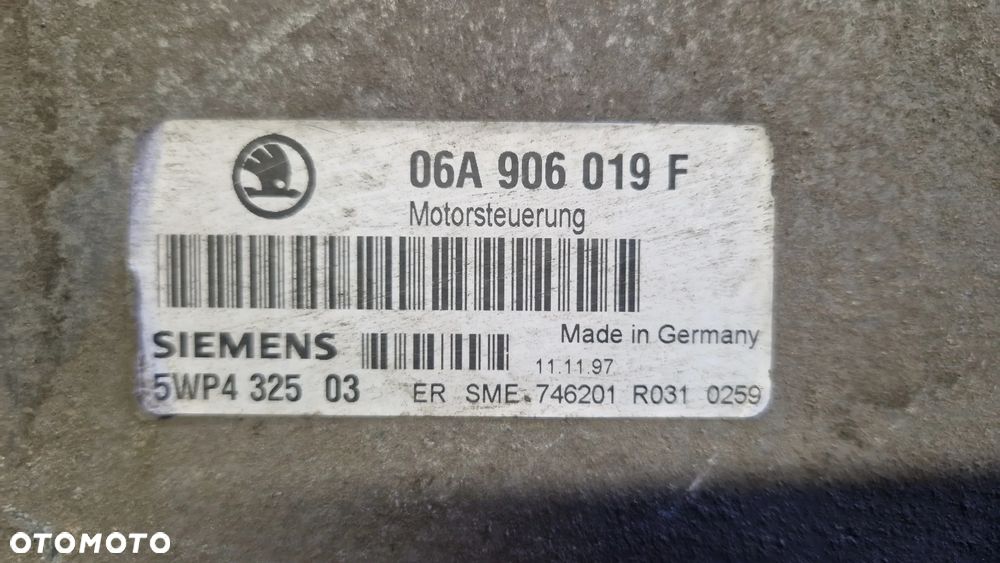 06A 906 019 F
Motorsteuerung
SIEMENS
Made in Germany
11.11.97
5WP4 325 03
ER SME 746201 R031 0259
OTOMOTO